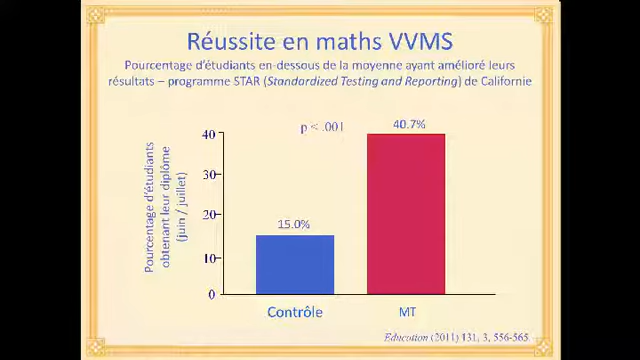 Réussite en maths VVMS
Pourcentage d'étudiants en-dessous de la moyenne ayant amélioré leurs
résultats – programme STAR (Standardized Testing and Reporting) de Californie
p < .001
40.7%
15.0%
Pourcentage d'étudiants
obtenant leur diplôme
(juin / juillet)
40
30
20
10
0
Contrôle
MT
Education (2011) 131, 3, 556-565.